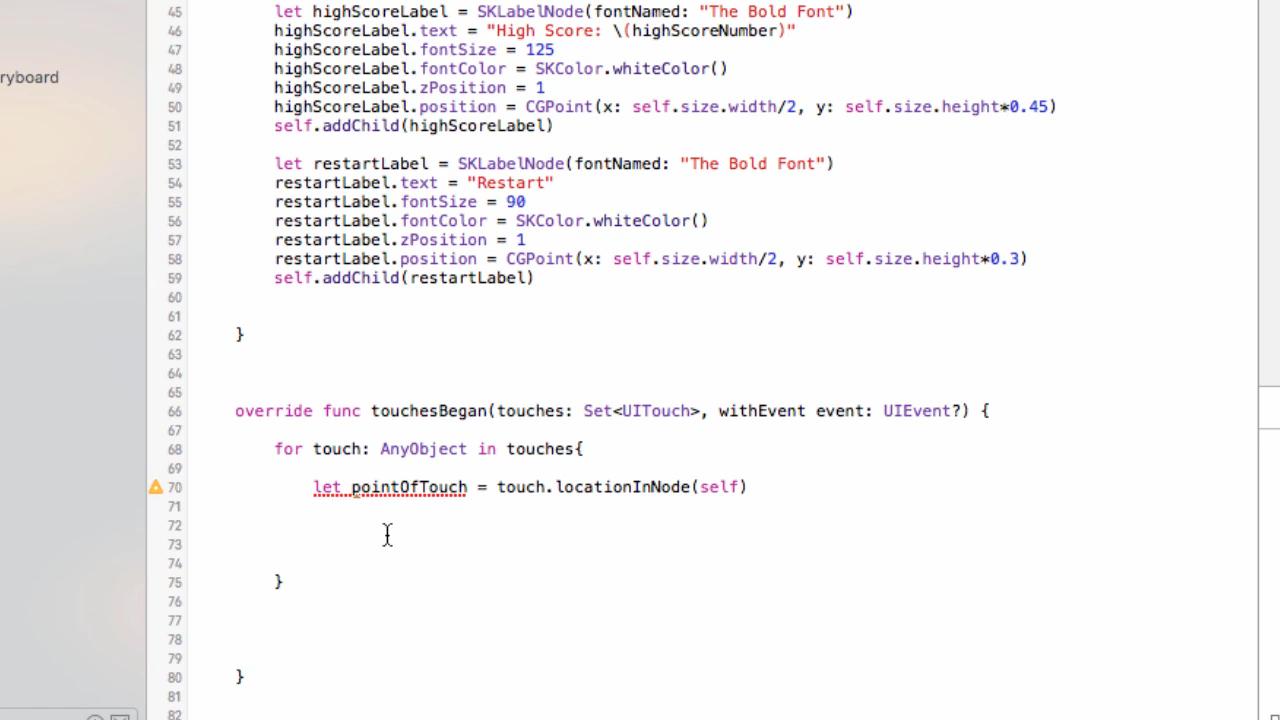 45 let highScoreLabel = SKLabelNode(fontNamed: "The Bold Font")
46 highScoreLabel.text = "High Score: \(highScoreNumber)"
47 highScoreLabel.fontSize = 125
ryboard
48 highScoreLabel.fontColor = SKColor.whiteColor()
49 highScoreLabel.zPosition = 1
50 highScoreLabel.position = CGPoint(x: self.size.width/2, y: self.size.height*0.45)
51 self.addChild(highScoreLabel)
52
53 let restartLabel = SKLabelNode(fontNamed: "The Bold Font")
54 restartLabel.text = "Restart"
55 restartLabel.fontSize = 90
56 restartLabel.fontColor = SKColor.whiteColor()
57 restartLabel.zPosition = 1
58 restartLabel.position = CGPoint(x: self.size.width/2, y: self.size.height*0.3)
59 self.addChild(restartLabel)
60
61
62 }
63
64
65
66 override func touchesBegan(touches: Set<UITouch>, withEvent event: UIEvent?) {
67
68 for touch: AnyObject in touches{
69
70 let pointOfTouch = touch.locationInNode(self)
71
72
73
74
75 }
76
77
78
79
80 }
81
82